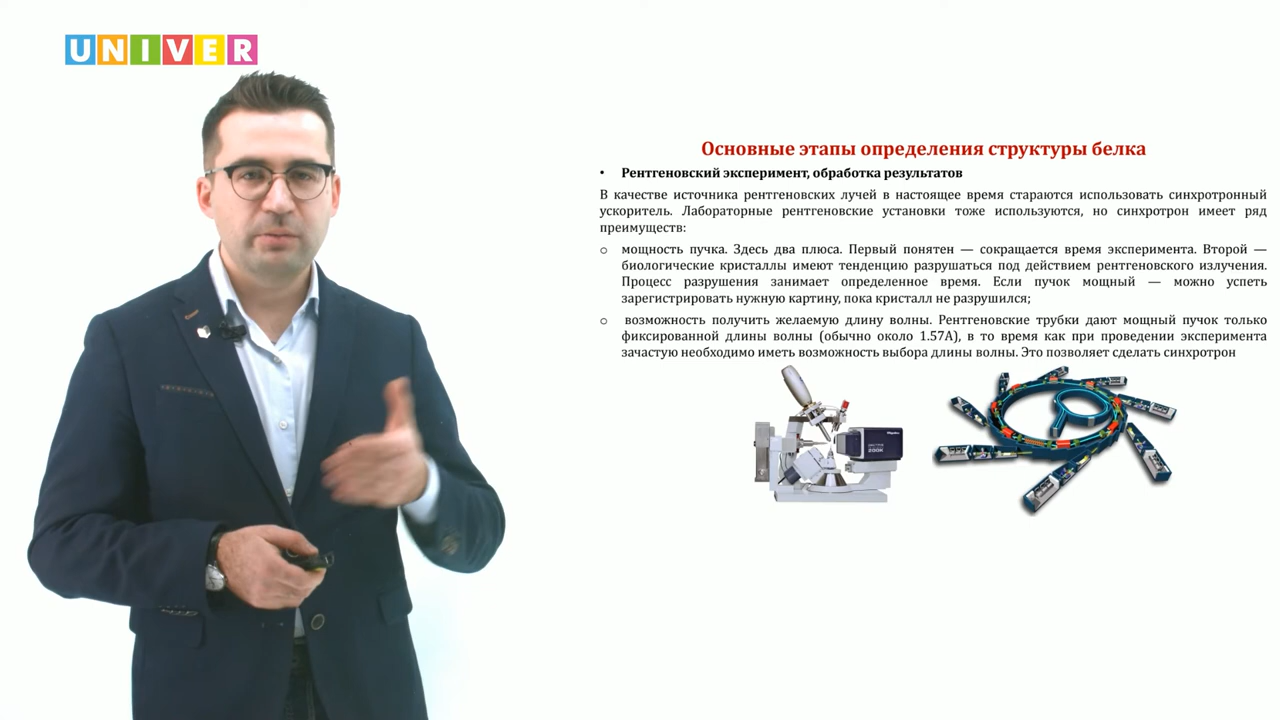 UNIVER
Основные этапы определения структуры белка
• Рентгеновский эксперимент, обработка результатов
В качестве источника рентгеновских лучей в настоящее время стараются использовать синхротронный
ускоритель. Лабораторные рентгеновские установки тоже используются, но синхротрон имеет ряд
преимуществ:
o мощность пучка. Здесь два плюса. Первый понятен — сокращается время эксперимента. Второй —
биологические кристаллы имеют тенденцию разрушаться под действием рентгеновского излучения.
Процесс разрушения занимает определенное время. Если пучок мощный — можно успеть
зарегистрировать нужную картину, пока кристалл не разрушился;
o возможность получить желаемую длину волны. Рентгеновские трубки дают мощный пучок только
фиксированной длины волны (обычно около 1.57А), в то время как при проведении эксперимента
зачастую необходимо иметь возможность выбора длины волны. Это позволяет сделать синхротрон
200K